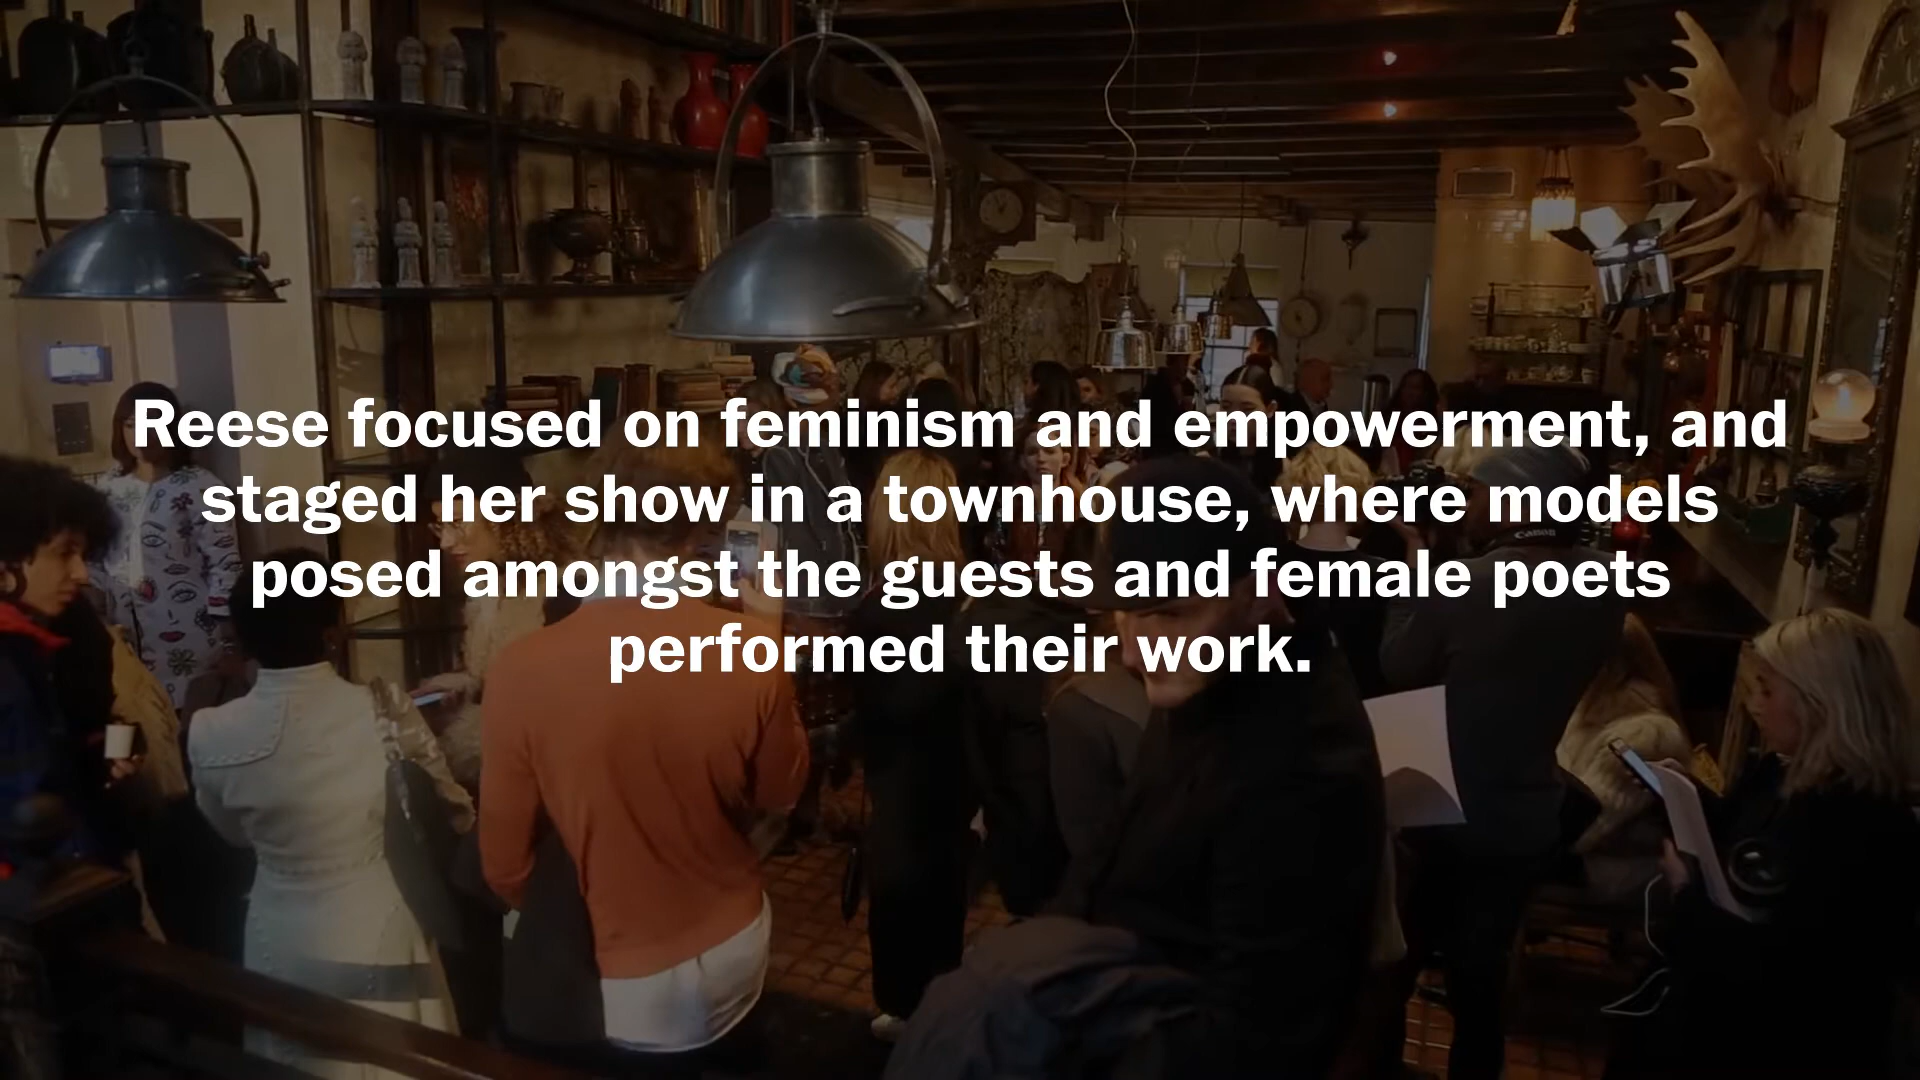 Reese focused on feminism and empowerment, and
staged her show in a townhouse, where models
posed amongst the guests and female poets
performed their work.
Canon